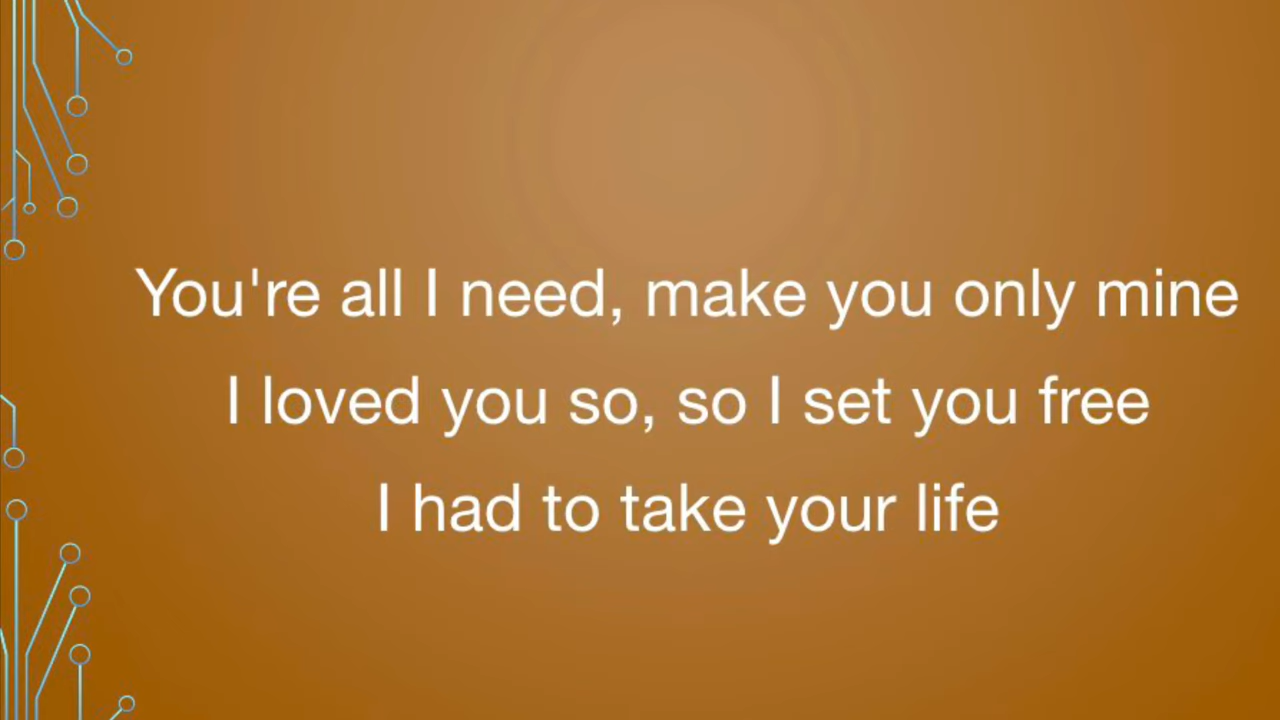 You're all I need, make you only mine
I loved you so, so I set you free
I had to take your life